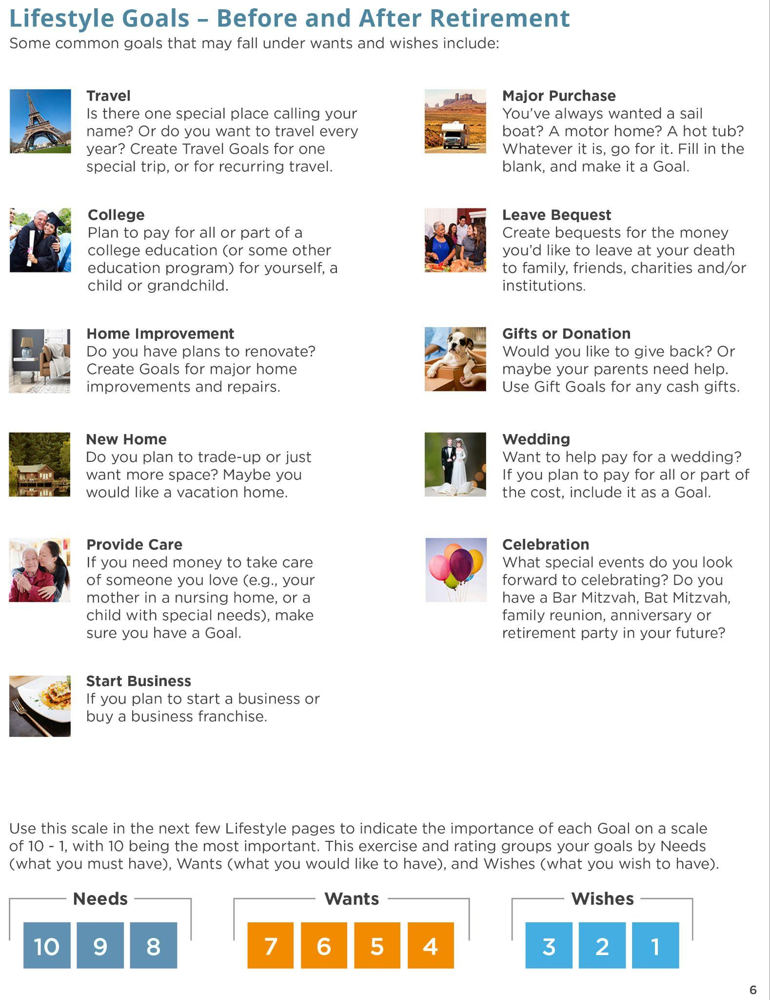 Lifestyle Goals – Before and After Retirement
Some common goals that may fall under wants and wishes include:
Travel
Is there one special place calling your
name? Or do you want to travel every
year? Create Travel Goals for one
special trip, or for recurring travel.
College
Plan to pay for all or part of a
college education (or some other
education program) for yourself, a
child or grandchild.
Home Improvement
Do you have plans to renovate?
Create Goals for major home
improvements and repairs.
New Home
Do you plan to trade-up or just
want more space? Maybe you
would like a vacation home.
Provide Care
If you need money to take care
of someone you love (e.g., your
mother in a nursing home, or a
child with special needs), make
sure you have a Goal.
Start Business
If you plan to start a business or
buy a business franchise.
Major Purchase
You’ve always wanted a sail
boat? A motor home? A hot tub?
Whatever it is, go for it. Fill in the
blank, and make it a Goal.
Leave Bequest
Create bequests for the money
you’d like to leave at your death
to family, friends, charities and/or
institutions.
Gifts or Donation
Would you like to give back? Or
maybe your parents need help.
Use Gift Goals for any cash gifts.
Wedding
Want to help pay for a wedding?
If you plan to pay for all or part of
the cost, include it as a Goal.
Celebration
What special events do you look
forward to celebrating? Do you
have a Bar Mitzvah, Bat Mitzvah,
family reunion, anniversary or
retirement party in your future?
Use this scale in the next few Lifestyle pages to indicate the importance of each Goal on a scale
of 10 - 1, with 10 being the most important. This exercise and rating groups your goals by Needs
(what you must have), Wants (what you would like to have), and Wishes (what you wish to have).
Needs
10 9 8
Wants
7 6 5 4
Wishes
3 2 1
6